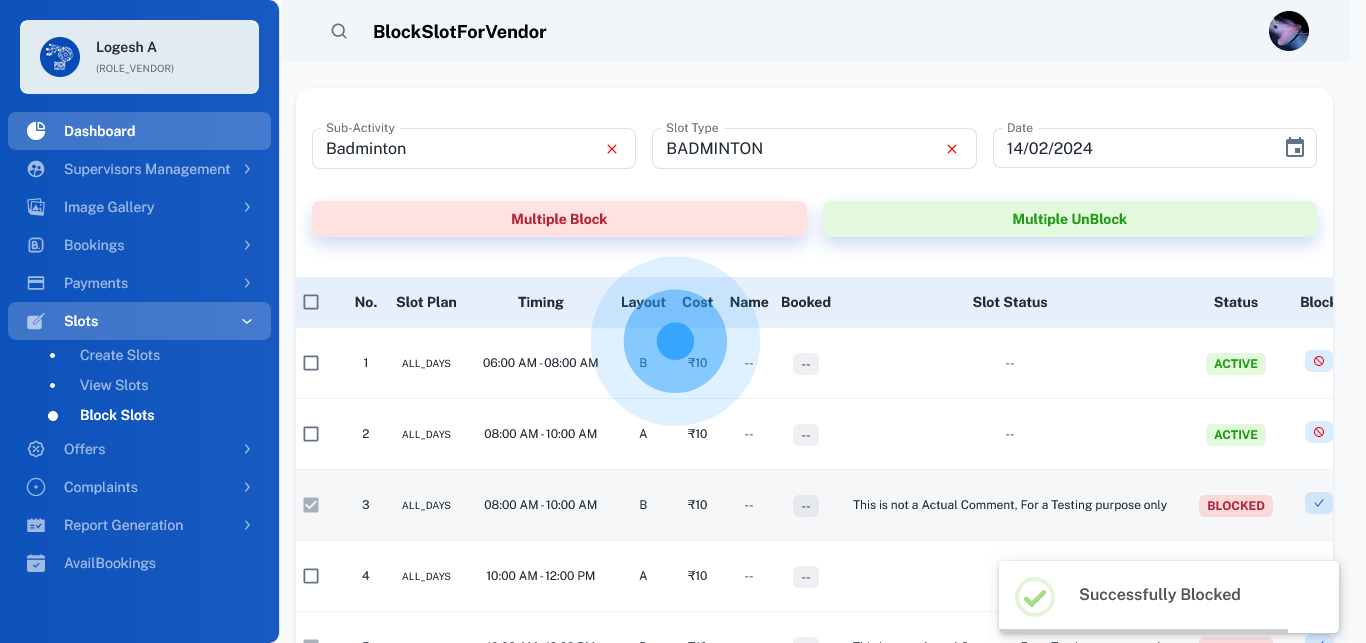 Logesh A
(ROLE_VENDOR)
BlockSlotForVendor
Dashboard
Supervisors Management
Image Gallery
Bookings
Payments
Slots
Create Slots
View Slots
Block Slots
Offers
Complaints
Report Generation
AvailBookings
Sub-Activity
Badminton
Slot Type
BADMINTON
Date
14/02/2024
Multiple Block
Multiple UnBlock
No. Slot Plan Timing Layout Cost Name Booked Slot Status Status Block
1 ALL_DAYS 06:00 AM - 08:00 AM B ₹10 -- -- -- ACTIVE
2 ALL_DAYS 08:00 AM - 10:00 AM A ₹10 -- -- -- ACTIVE
3 ALL_DAYS 08:00 AM - 10:00 AM B ₹10 -- -- This is not a Actual Comment, For a Testing purpose only BLOCKED
4 ALL_DAYS 10:00 AM - 12:00 PM A ₹10 -- --
Successfully Blocked